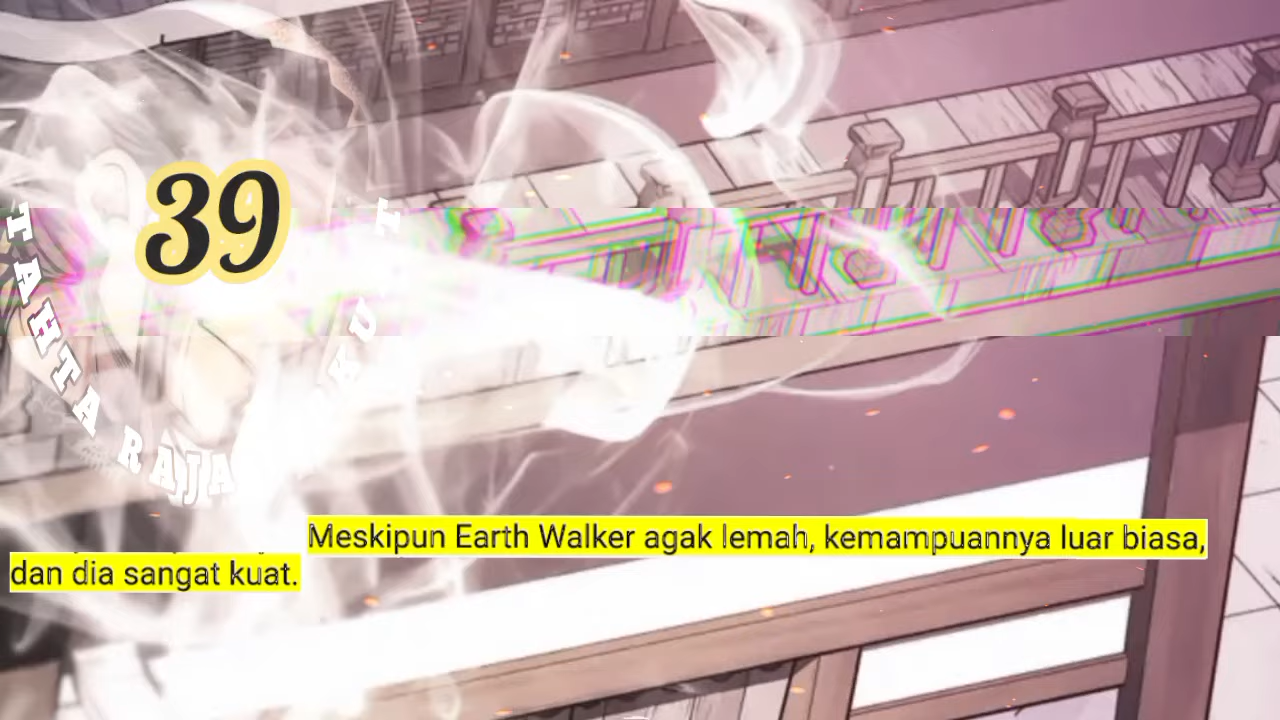 39
TAHTA RAJA
Meskipun Earth Walker agak lemah, kemampuannya luar biasa,
dan dia sangat kuat.